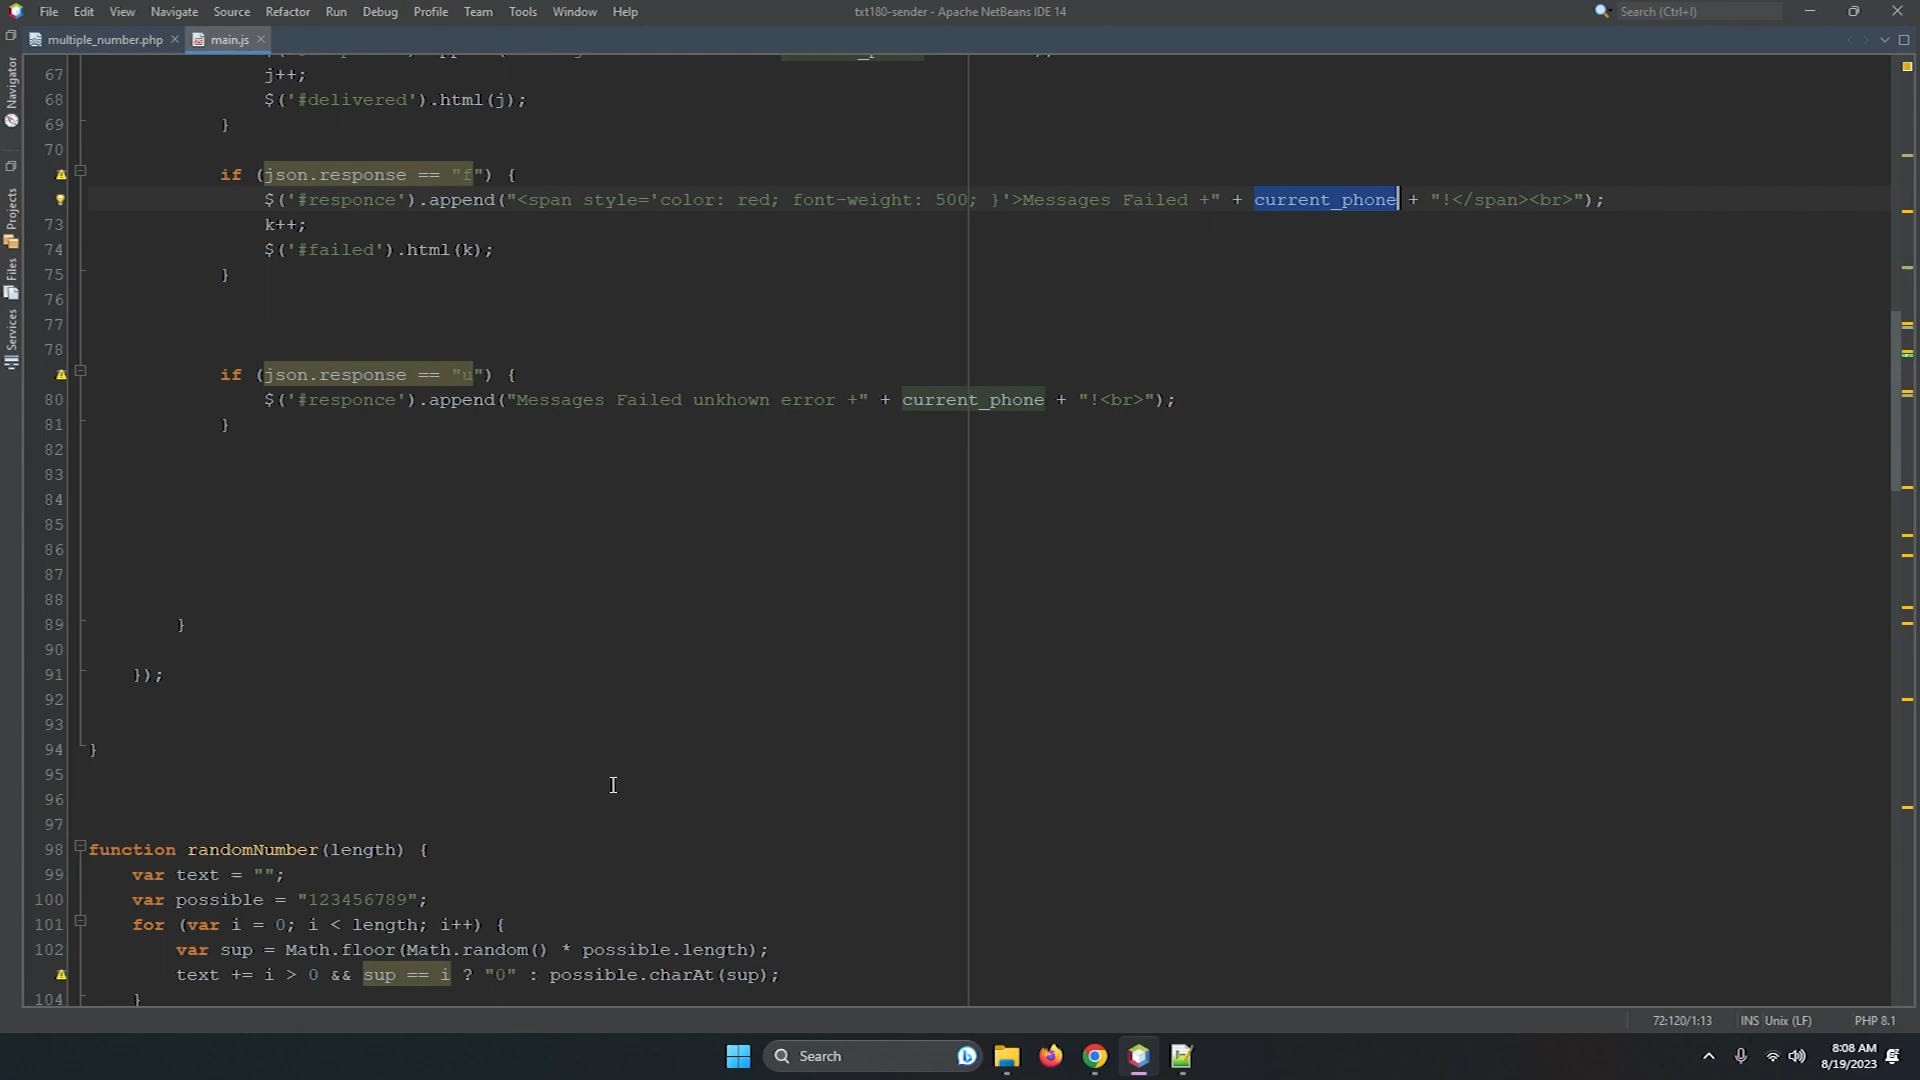 File Edit View Navigate Source Refactor Run Debug Profile Team Tools Window Help
txt180-sender - Apache NetBeans IDE 14
Search (Ctrl+I)
multiple_number.php
main.js
Navigator
Projects
Files
Services
67 j++;
68 $('#delivered').html(j);
69 }
70
if (json.response == "f") {
$('#responce').append("<span style='color: red; font-weight: 500; }'>Messages Failed +" + current_phone + "!</span><br>");
73 k++;
74 $('#failed').html(k);
75 }
76
77
78
if (json.response == "u") {
80 $('#responce').append("Messages Failed unkhown error +" + current_phone + "!<br>");
81 }
82
83
84
85
86
87
88
89 }
90
91 });
92
93
94 }
95
96
97
98 function randomNumber(length) {
99 var text = "";
100 var possible = "123456789";
101 for (var i = 0; i < length; i++) {
102 var sup = Math.floor(Math.random() * possible.length);
text += i > 0 && sup == i ? "0" : possible.charAt(sup);
104 }
72:120/1:13 INS Unix (LF) PHP 8.1
Search
8:08 AM
8/19/2023